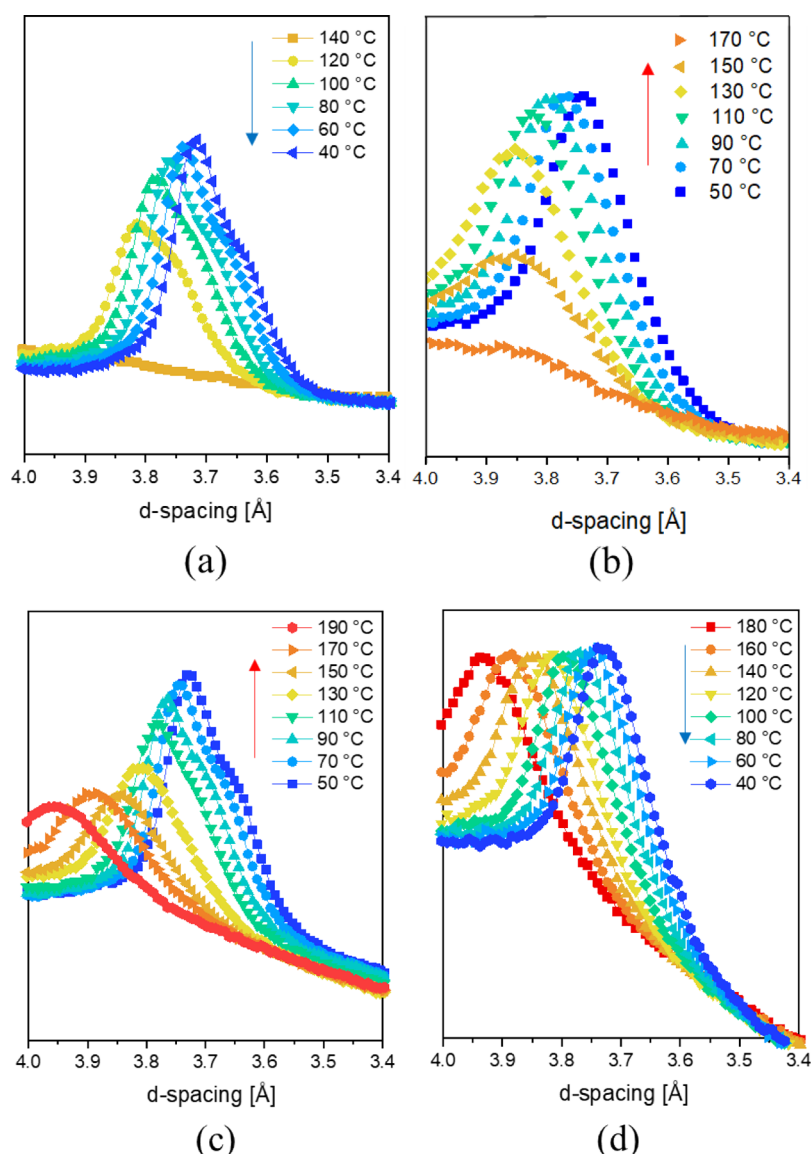 (a)
140 °C
120 °C
100 °C
80 °C
60 °C
40 °C
4.0 3.9 3.8 3.7 3.6 3.5 3.4
d-spacing [Å]
(b)
170 °C
150 °C
130 °C
110 °C
90 °C
70 °C
50 °C
4.0 3.9 3.8 3.7 3.6 3.5 3.4
d-spacing [Å]
(a)
(b)
190 °C
170 °C
150 °C
130 °C
110 °C
90 °C
70 °C
50 °C
4.0 3.9 3.8 3.7 3.6 3.5 3.4
d-spacing [Å]
(c)
180 °C
160 °C
140 °C
120 °C
100 °C
80 °C
60 °C
40 °C
4.0 3.9 3.8 3.7 3.6 3.5 3.4
d-spacing [Å]
(d)